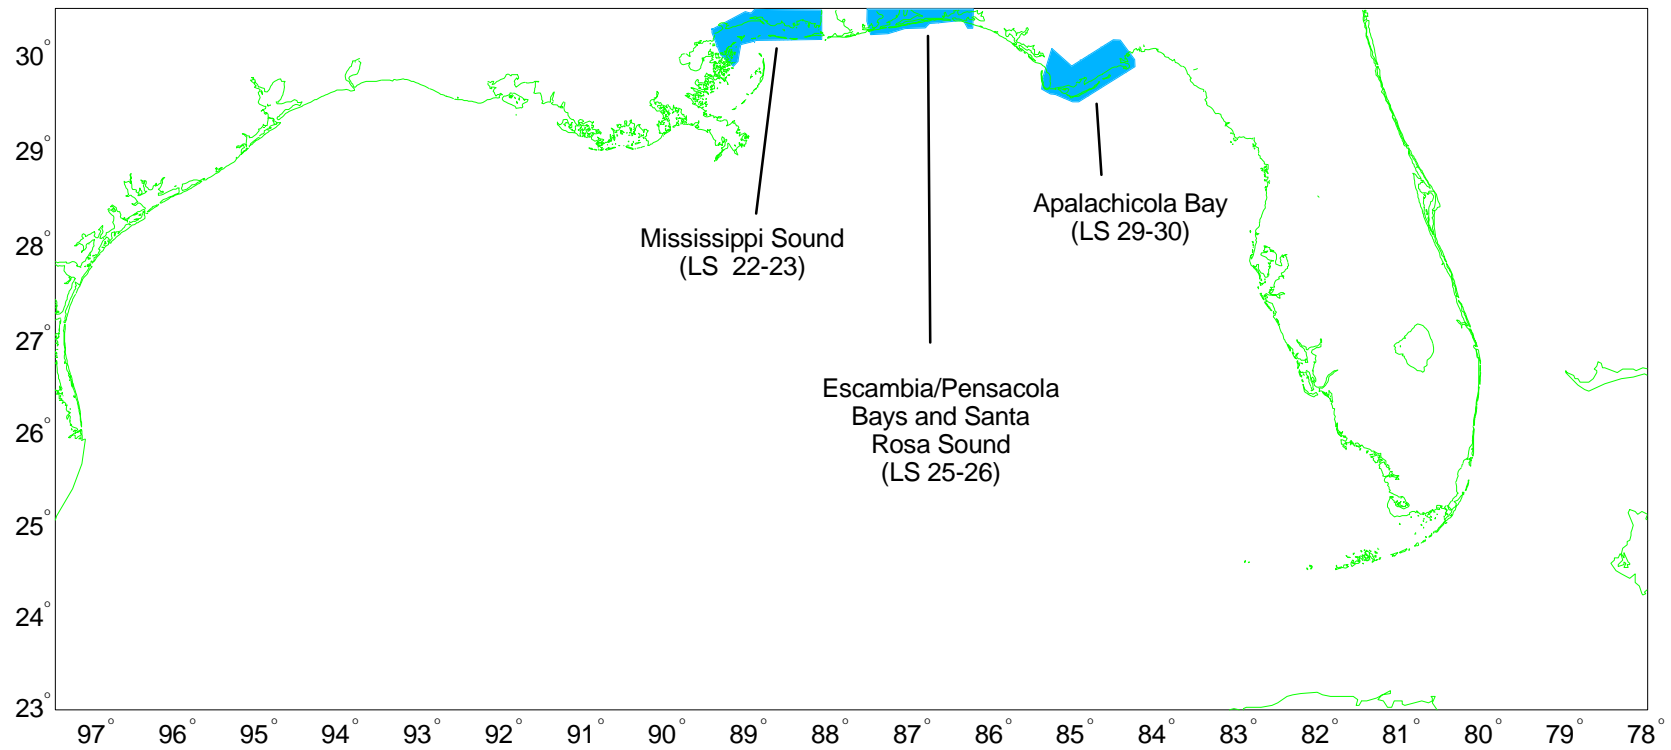 30°
29°
28°
27°
26°
25°
24°
23°
Mississippi Sound
(LS  22-23)
Escambia/Pensacola
Bays and Santa
Rosa Sound
(LS 25-26)
Apalachicola Bay
(LS 29-30)
97° 96° 95° 94° 93° 92° 91° 90° 89° 88° 87° 86° 85° 84° 83° 82° 81° 80° 79° 78°